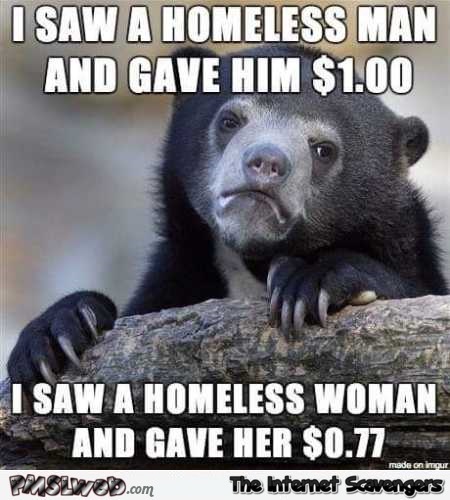 I SAW A HOMELESS MAN
AND GAVE HIM $1.00
I SAW A HOMELESS WOMAN
AND GAVE HER $0.77
made on imgur
PMSLWeb.com The Internet Scavengers